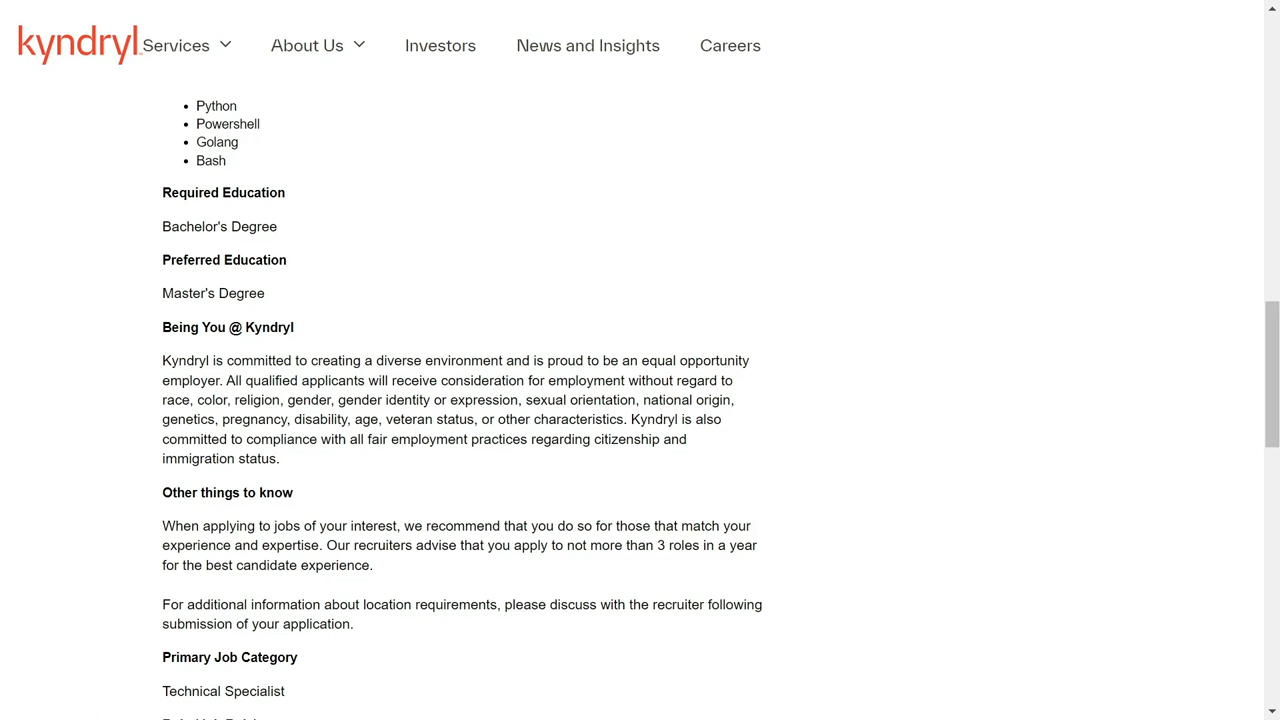 kyndryl
Services
About Us
Investors
News and Insights
Careers
• Python
• Powershell
• Golang
• Bash
Required Education
Bachelor's Degree
Preferred Education
Master's Degree
Being You @ Kyndryl
Kyndryl is committed to creating a diverse environment and is proud to be an equal opportunity
employer. All qualified applicants will receive consideration for employment without regard to
race, color, religion, gender, gender identity or expression, sexual orientation, national origin,
genetics, pregnancy, disability, age, veteran status, or other characteristics. Kyndryl is also
committed to compliance with all fair employment practices regarding citizenship and
immigration status.
Other things to know
When applying to jobs of your interest, we recommend that you do so for those that match your
experience and expertise. Our recruiters advise that you apply to not more than 3 roles in a year
for the best candidate experience.
For additional information about location requirements, please discuss with the recruiter following
submission of your application.
Primary Job Category
Technical Specialist